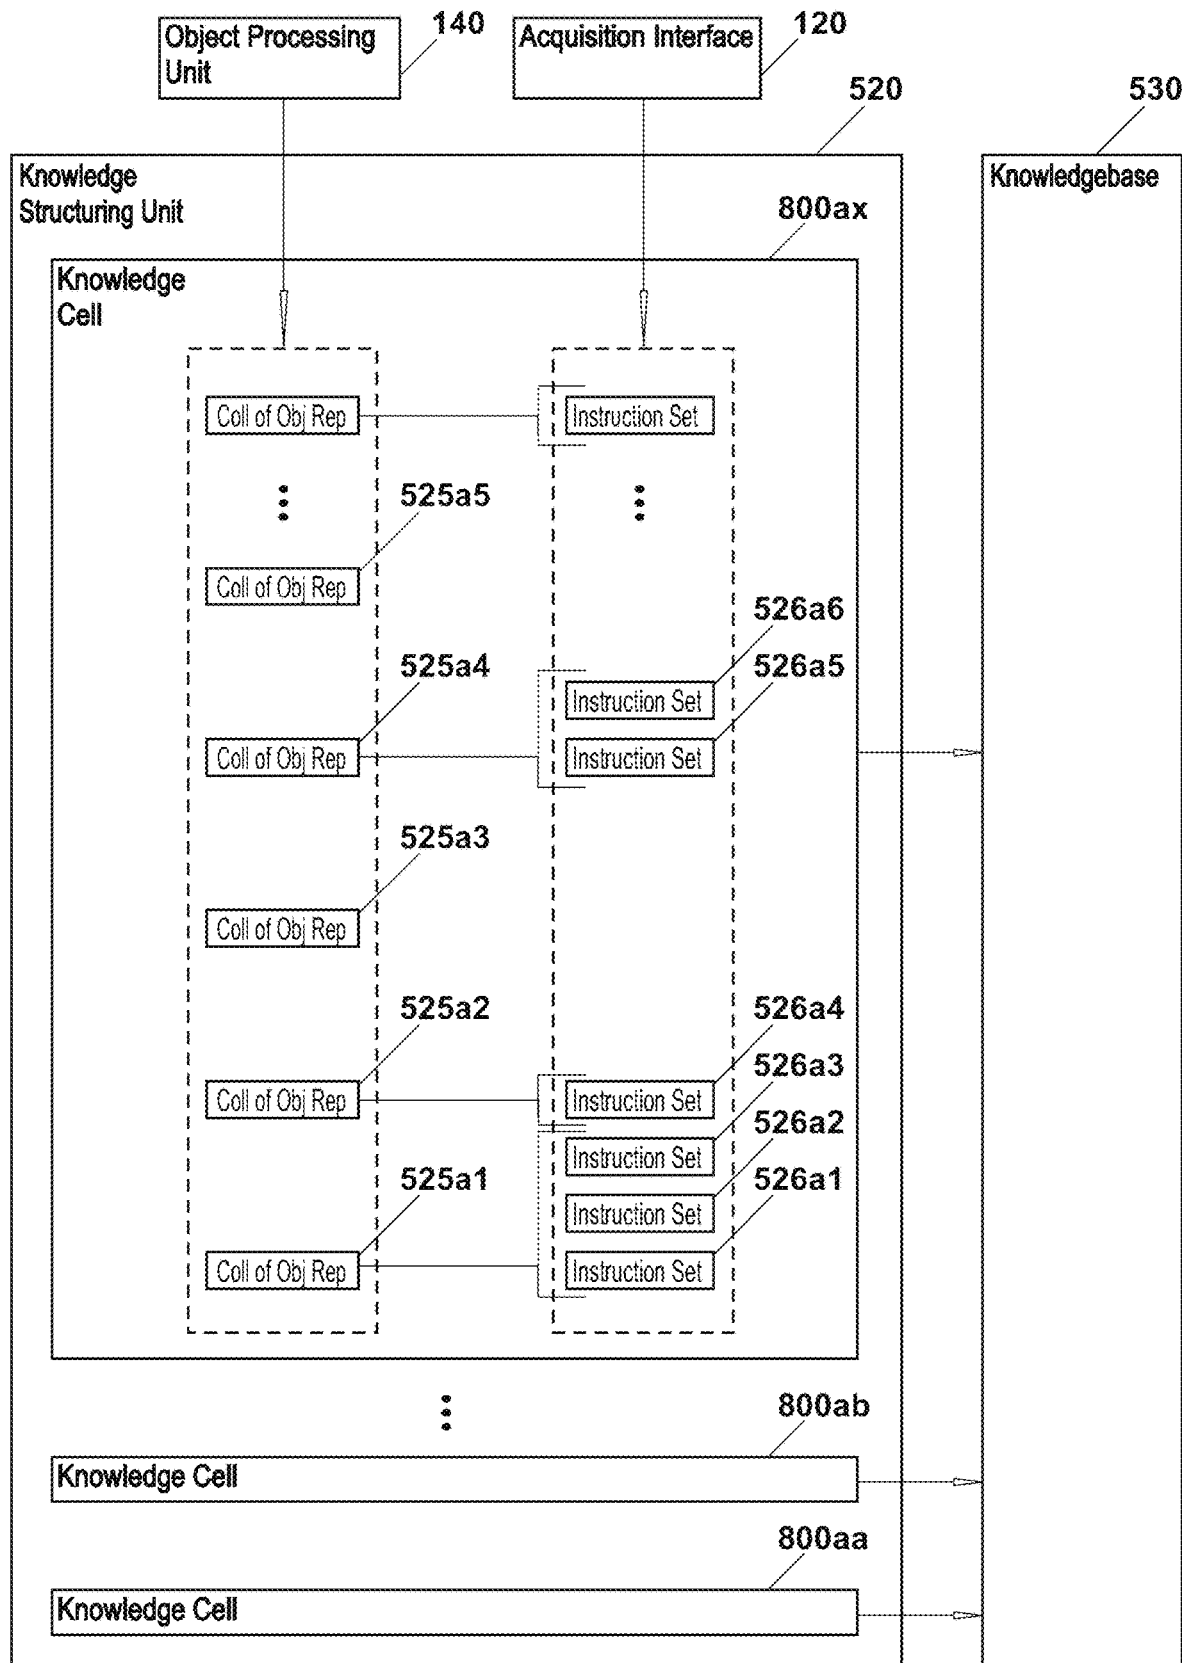 Object Processing
Unit
140
Acquisition Interface
120
520
530
Knowledge
Structuring Unit
Knowledgebase
800ax
Knowledge
Cell
Coll of Obj Rep
Instruction Set
525a5
Coll of Obj Rep
526a6
525a4
526a5
Instruction Set
Coll of Obj Rep
Instruction Set
525a3
Coll of Obj Rep
525a2
526a4
526a3
Coll of Obj Rep
Instruction Set
526a2
Instruction Set
525a1
526a1
Instruction Set
Coll of Obj Rep
Instruction Set
800ab
Knowledge Cell
800aa
Knowledge Cell